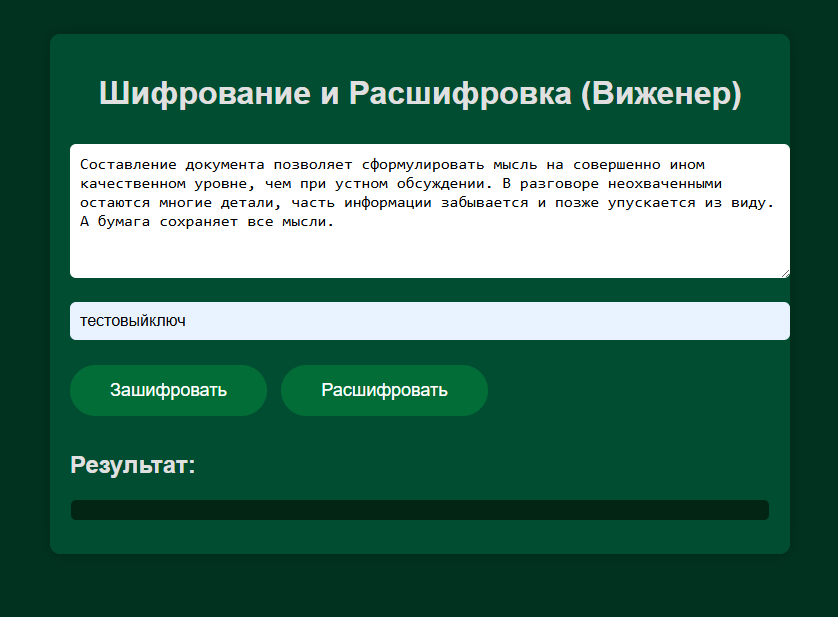 Шифрование и Расшифровка (Виженер)
Составление документа позволяет сформулировать мысль на совершенно ином
качественном уровне, чем при устном обсуждении. В разговоре неохваченными
остаются многие детали, часть информации забывается и позже упускается из виду.
А бумага сохраняет все мысли.
тестовыйключ
Зашифровать Расшифровать
Результат: